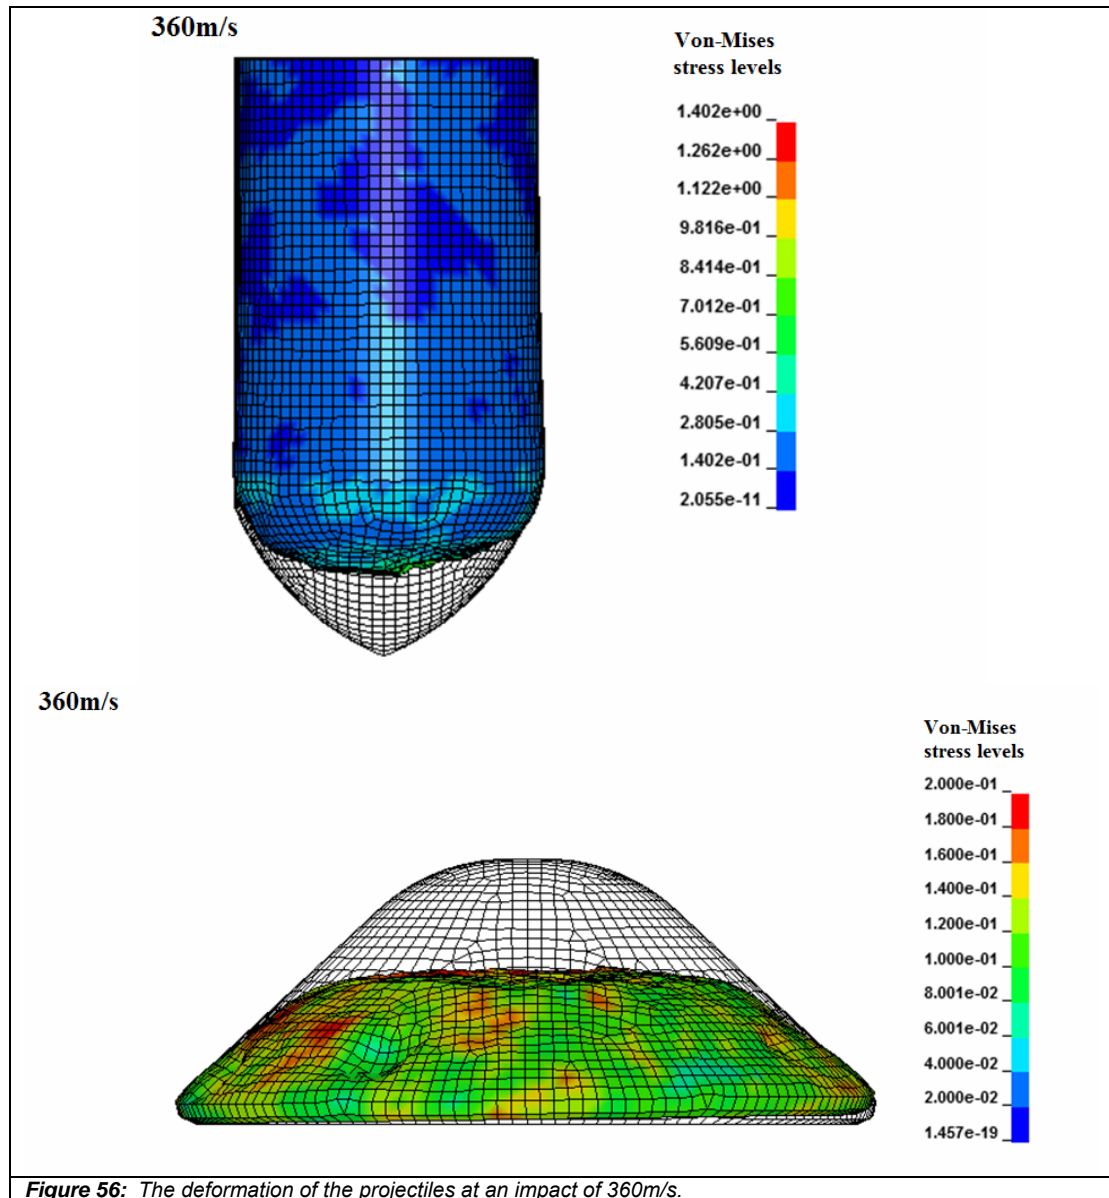 360m/s
Von-Mises
stress levels
1.402e+00
1.262e+00
1.122e+00
9.816e-01
8.414e-01
7.012e-01
5.609e-01
4.207e-01
2.805e-01
1.402e-01
2.055e-11
360m/s
Von-Mises
stress levels
2.000e-01
1.800e-01
1.600e-01
1.400e-01
1.200e-01
1.000e-01
8.001e-02
6.001e-02
4.000e-02
2.000e-02
1.457e-19
Figure 56: The deformation of the projectiles at an impact of 360m/s.